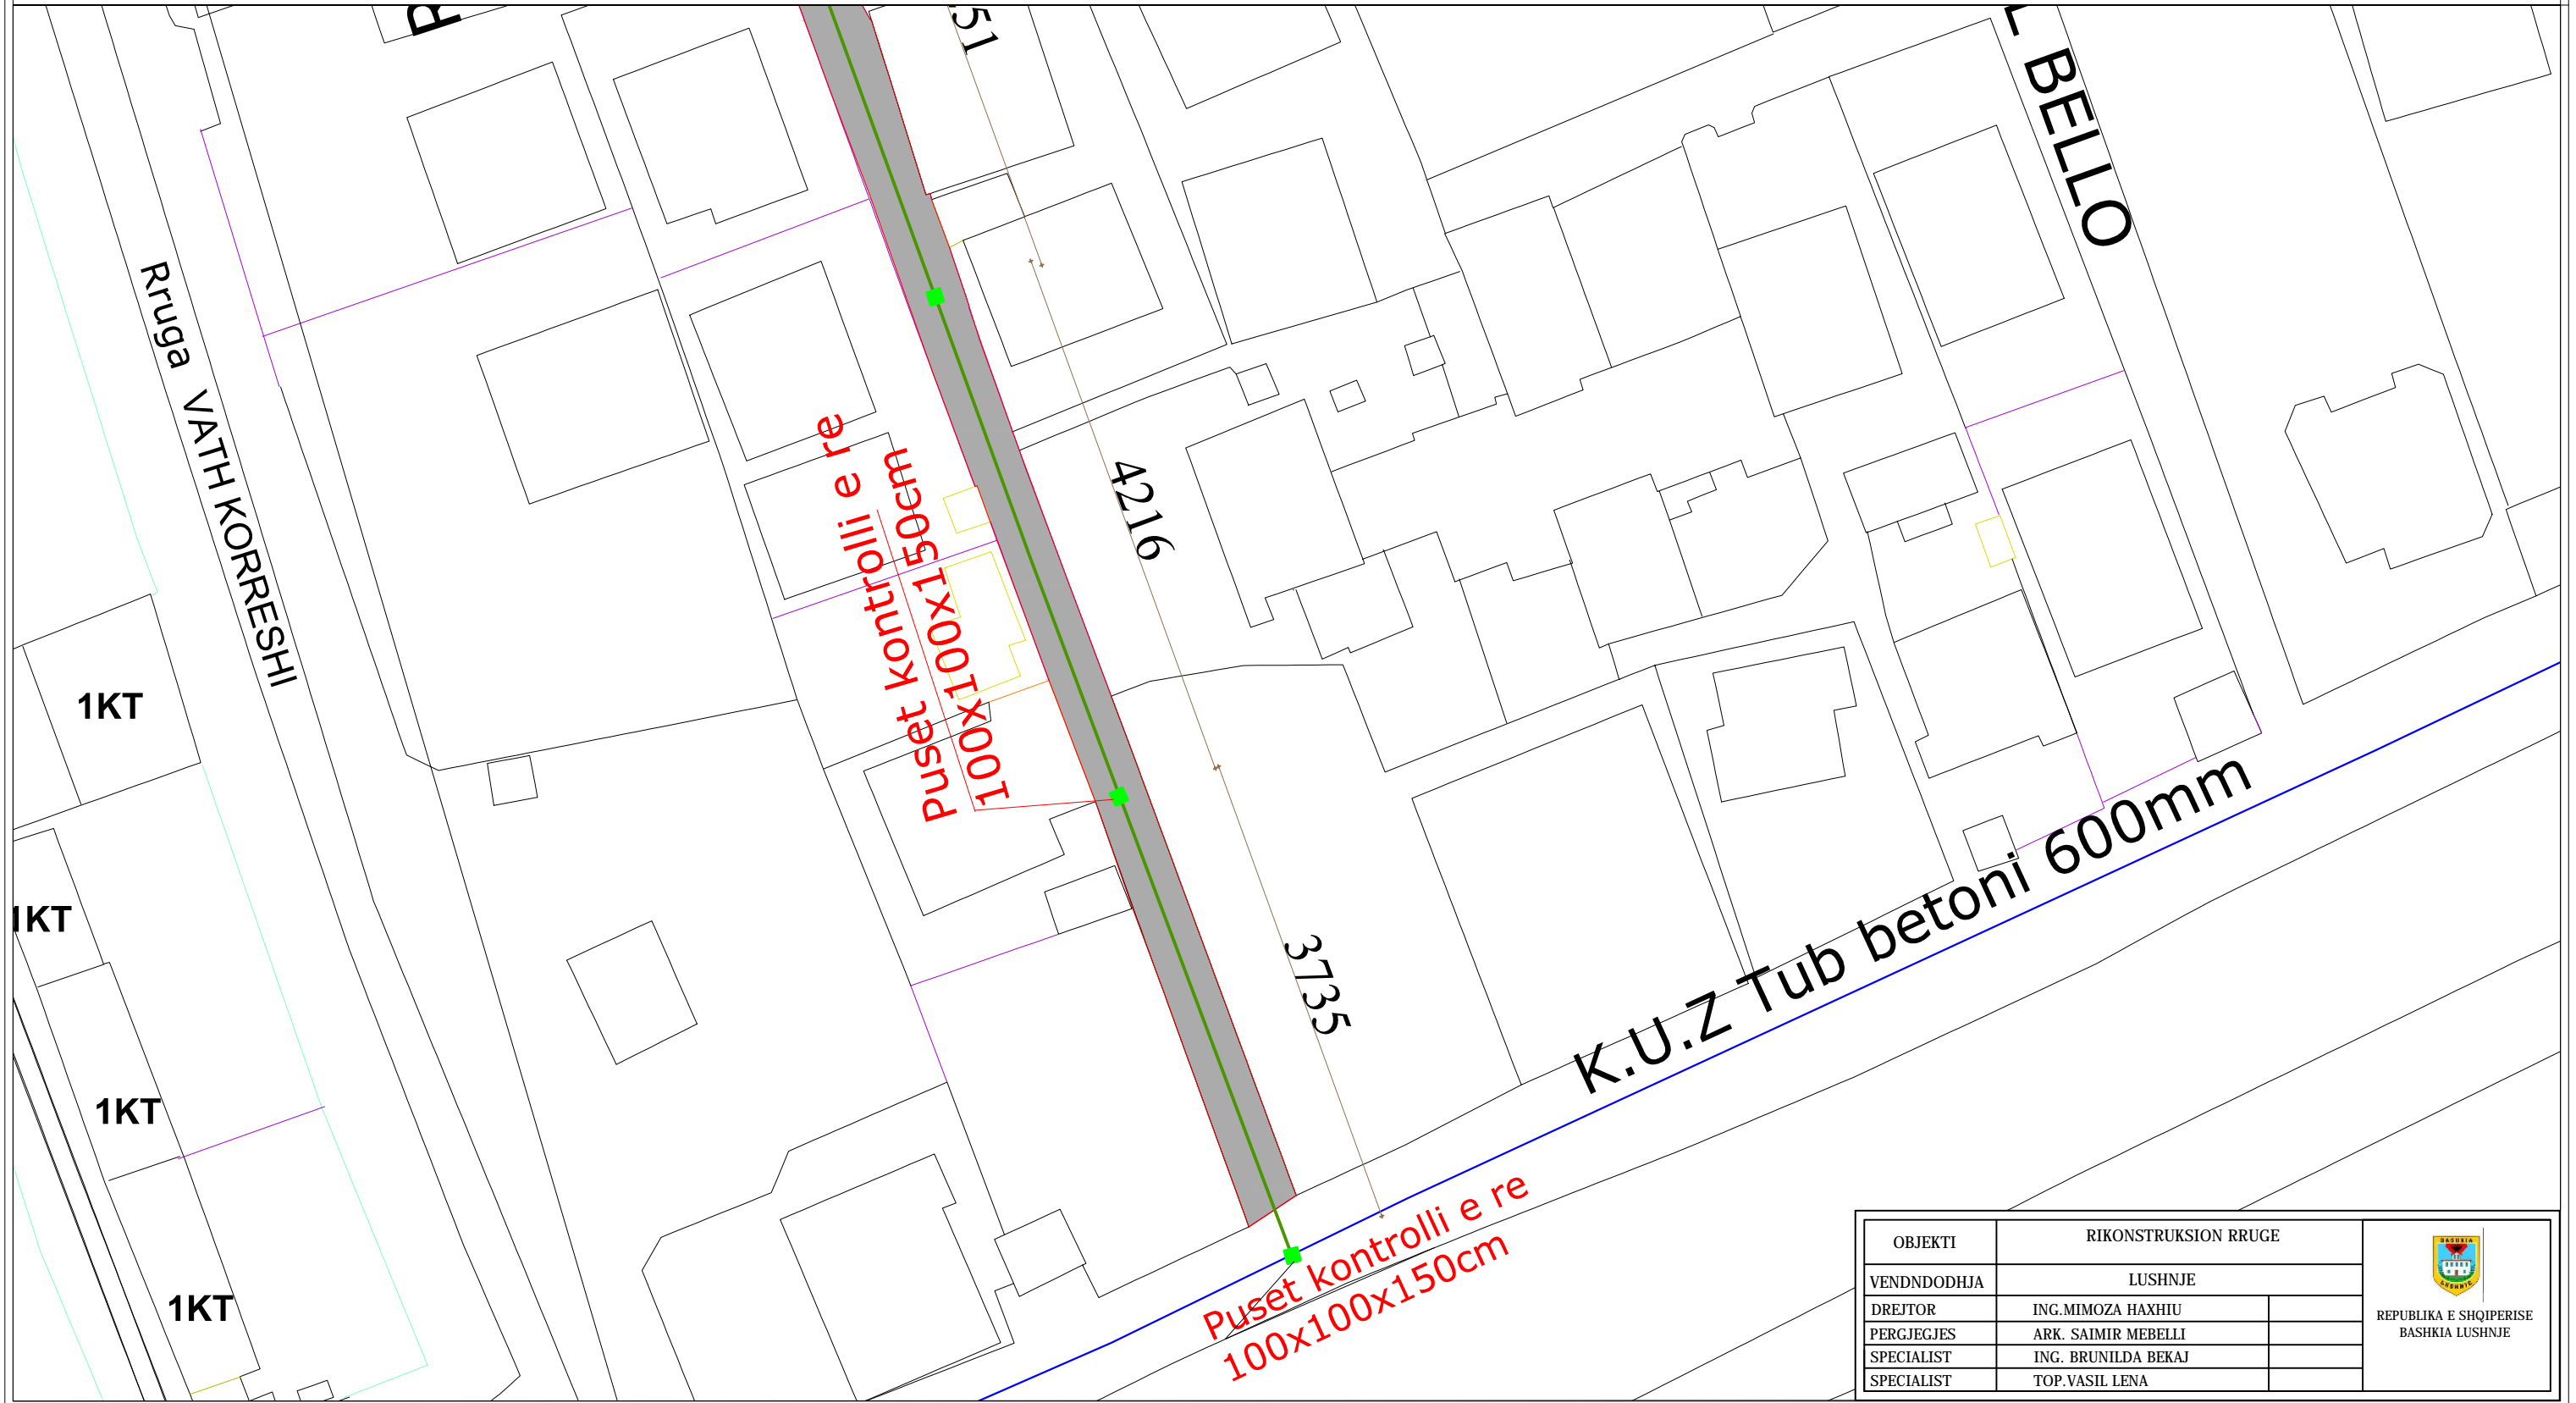 51
L BELLO
Rruga VATH KORRESHI
Puset kontrolli e re
100x100x150cm
4216
1KT
1KT
3735
K.U.Z Tub betoni 600mm
1KT
1KT
Puset kontrolli e re
100x100x150cm
OBJEKTI RIKONSTRUKSION RRUGE
VENDNDODHJA LUSHNJE
DREJTOR ING.MIMOZA HAXHIU
PERGJEGJES ARK. SAIMIR MEBELLI
SPECIALIST ING. BRUNILDA BEKAJ
SPECIALIST TOP.VASIL LENA
BASHKIA
LUSHNJE
REPUBLIKA E SHQIPERISE
BASHKIA LUSHNJE